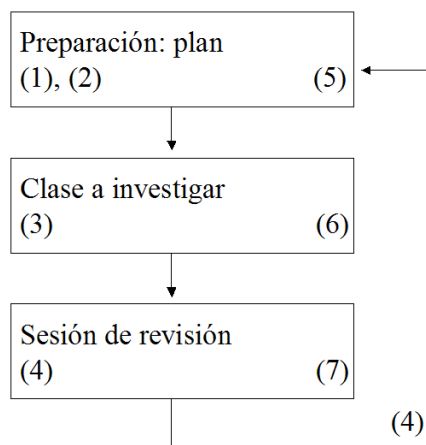 Preparación: plan
(1), (2) (5)
Clase a investigar
(3) (6)
Sesión de revisión
(4) (7)
(4)